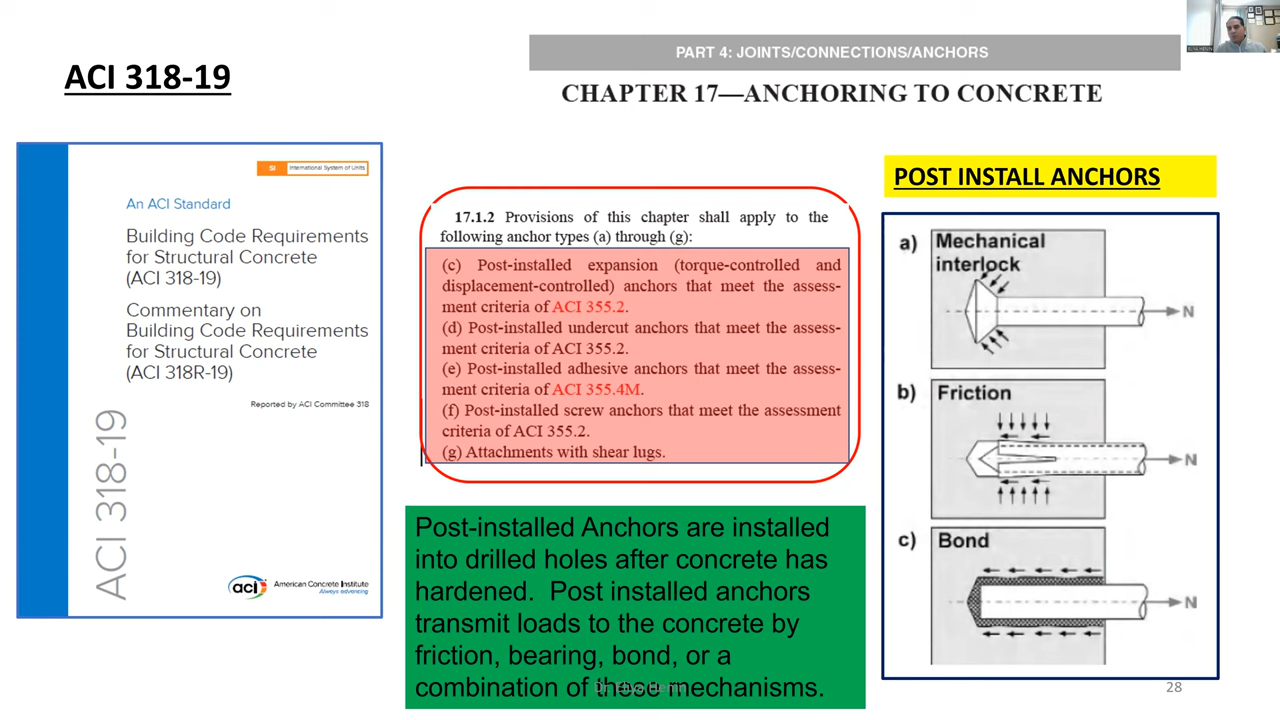 ACI 318-19
PART 4: JOINTS/CONNECTIONS/ANCHORS
CHAPTER 17—ANCHORING TO CONCRETE
SI International System of Units
An ACI Standard
Building Code Requirements
for Structural Concrete
(ACI 318-19)
Commentary on
Building Code Requirements
for Structural Concrete
(ACI 318R-19)
Reported by ACI Committee 318
ACI 318-19
aci American Concrete Institute
Always advancing
17.1.2 Provisions of this chapter shall apply to the
following anchor types (a) through (g):
(c) Post-installed expansion (torque-controlled and
displacement-controlled) anchors that meet the assess-
ment criteria of ACI 355.2.
(d) Post-installed undercut anchors that meet the assess-
ment criteria of ACI 355.2.
(e) Post-installed adhesive anchors that meet the assess-
ment criteria of ACI 355.4M.
(f) Post-installed screw anchors that meet the assessment
criteria of ACI 355.2.
(g) Attachments with shear lugs.
Post-installed Anchors are installed
into drilled holes after concrete has
hardened. Post installed anchors
transmit loads to the concrete by
friction, bearing, bond, or a
combination of these mechanisms.
POST INSTALL ANCHORS
a) Mechanical
interlock
N
b) Friction
N
c) Bond
N
28